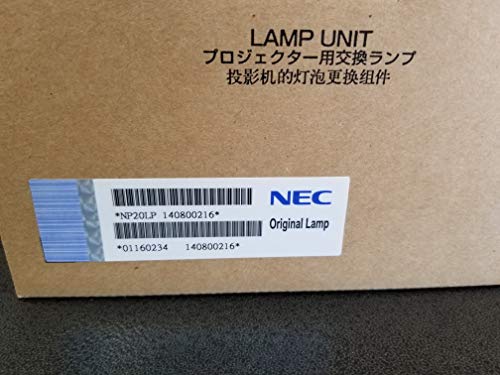 LAMP UNIT
プロジェクター用交換ランプ
投影机的灯泡更换组件
NEC
*NP20LP 140800216*
Original Lamp
*01160234 140800216*